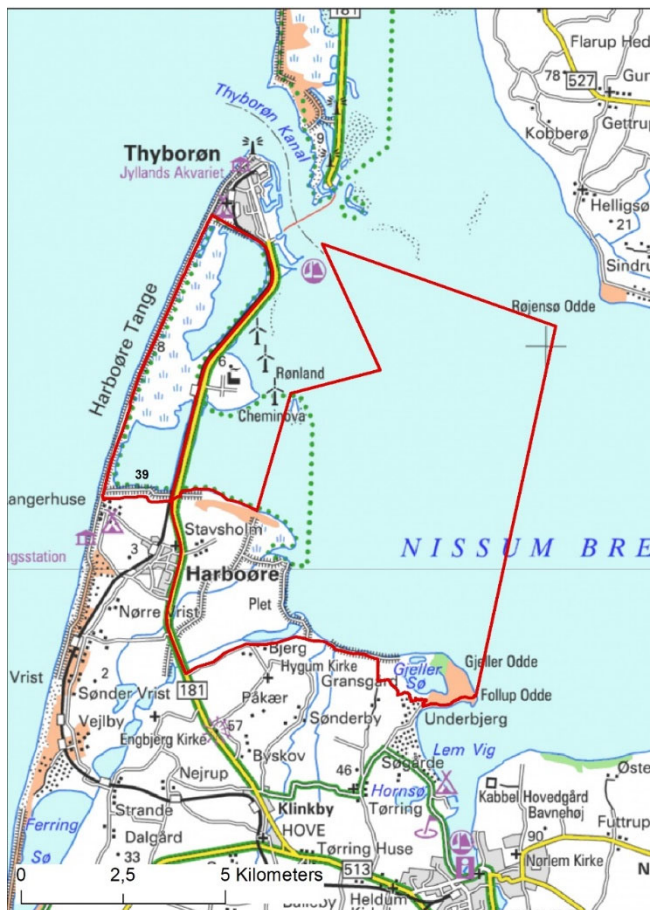 181
Flarup Hed
78
527
Gun
Gettrup
Kobberø
Thyborøn Kanal
9
Thyborøn
Jyllands Akvariet
Helligsø
21
Sindru
Røjensø Odde
Harboøre Tange
8
6
Rønland
Cheminova
39
angerhuse
ngsstation
3
Stavsholm
Harboøre
NISSUM BRE
Nørre Vrist
Plet
Vrist
2
Bjerg
Hygum Kirke
Gransgår
Gjeller
Sø
Gjeller Odde
Follup Odde
Sønder Vrist
181
Påkær
Sønderby
Underbjerg
Vejlby
Engbjerg Kirke
67
Byskov
Lem Vig
Nejrup
46
Søgårde
Hornsø
Tørring
Strande
Klinkby
HOVE
Kabbel
Hovedgård
Bavnehøj
Øste
Futtrup
Ferring
Sø
Dalgård
33
Tørring Huse
90
Nørlem Kirke
N
513
Heldum
0
2,5
5 Kilometers